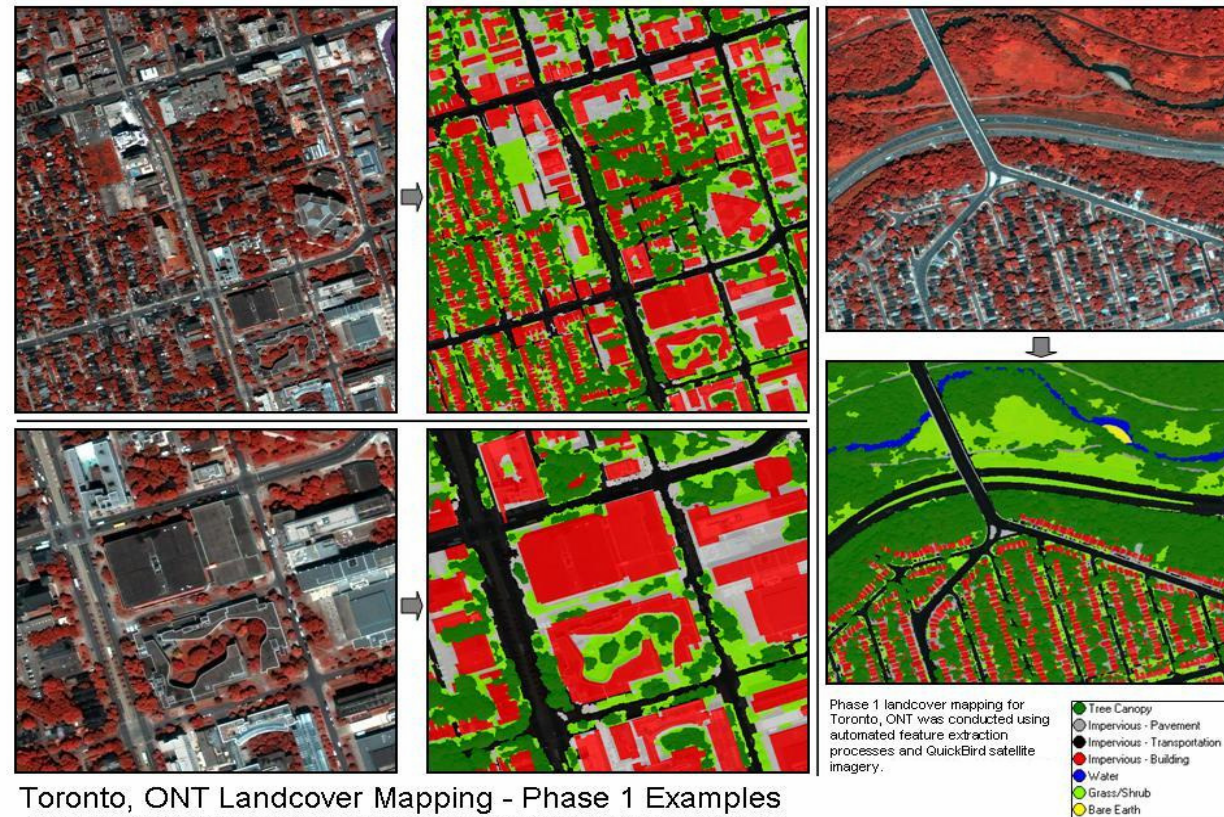 Phase 1 landcover mapping for
Toronto, ONT was conducted using
automated feature extraction
processes and QuickBird satellite
imagery.
Tree Canopy
Impervious - Pavement
Impervious - Transportation
Impervious - Building
Water
Grass/Shrub
Bare Earth
Toronto, ONT Landcover Mapping - Phase 1 Examples